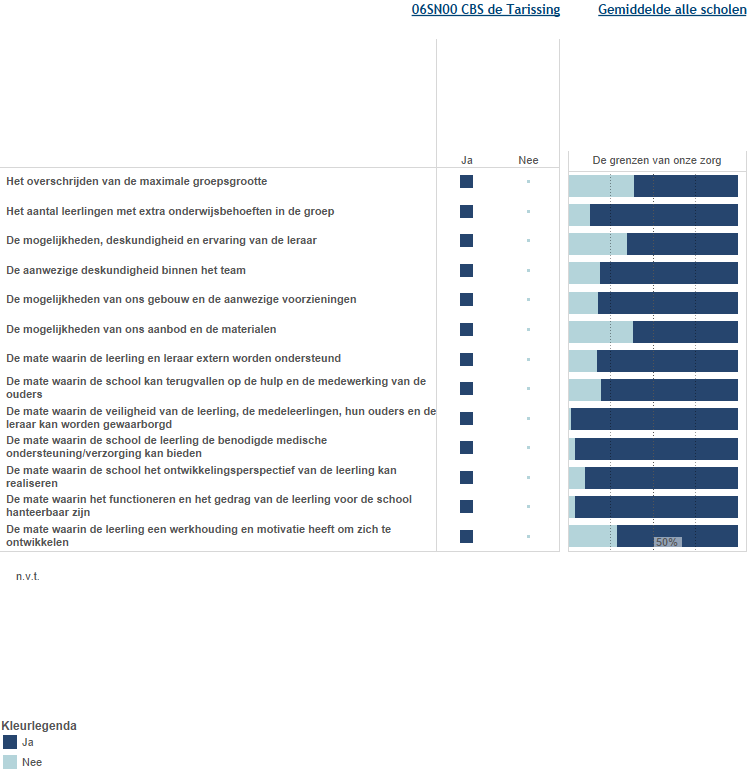 06SN00 CBS de Tarissing
Gemiddelde alle scholen
Ja
Nee
De grenzen van onze zorg
Het overschrijden van de maximale groepsgrootte
Het aantal leerlingen met extra onderwijsbehoeften in de groep
De mogelijkheden, deskundigheid en ervaring van de leraar
De aanwezige deskundigheid binnen het team
De mogelijkheden van ons gebouw en de aanwezige voorzieningen
De mogelijkheden van ons aanbod en de materialen
De mate waarin de leerling en leraar extern worden ondersteund
De mate waarin de school kan terugvallen op de hulp en de medewerking van de
ouders
De mate waarin de veiligheid van de leerling, de medeleerlingen, hun ouders en de
leraar kan worden gewaarborgd
De mate waarin de school de leerling de benodigde medische
ondersteuning/verzorging kan bieden
De mate waarin de school het ontwikkelingsperspectief van de leerling kan
realiseren
De mate waarin het functioneren en het gedrag van de leerling voor de school
hanteerbaar zijn
De mate waarin de leerling een werkhouding en motivatie heeft om zich te
ontwikkelen
50%
n.v.t.
Kleurlegenda
Ja
Nee